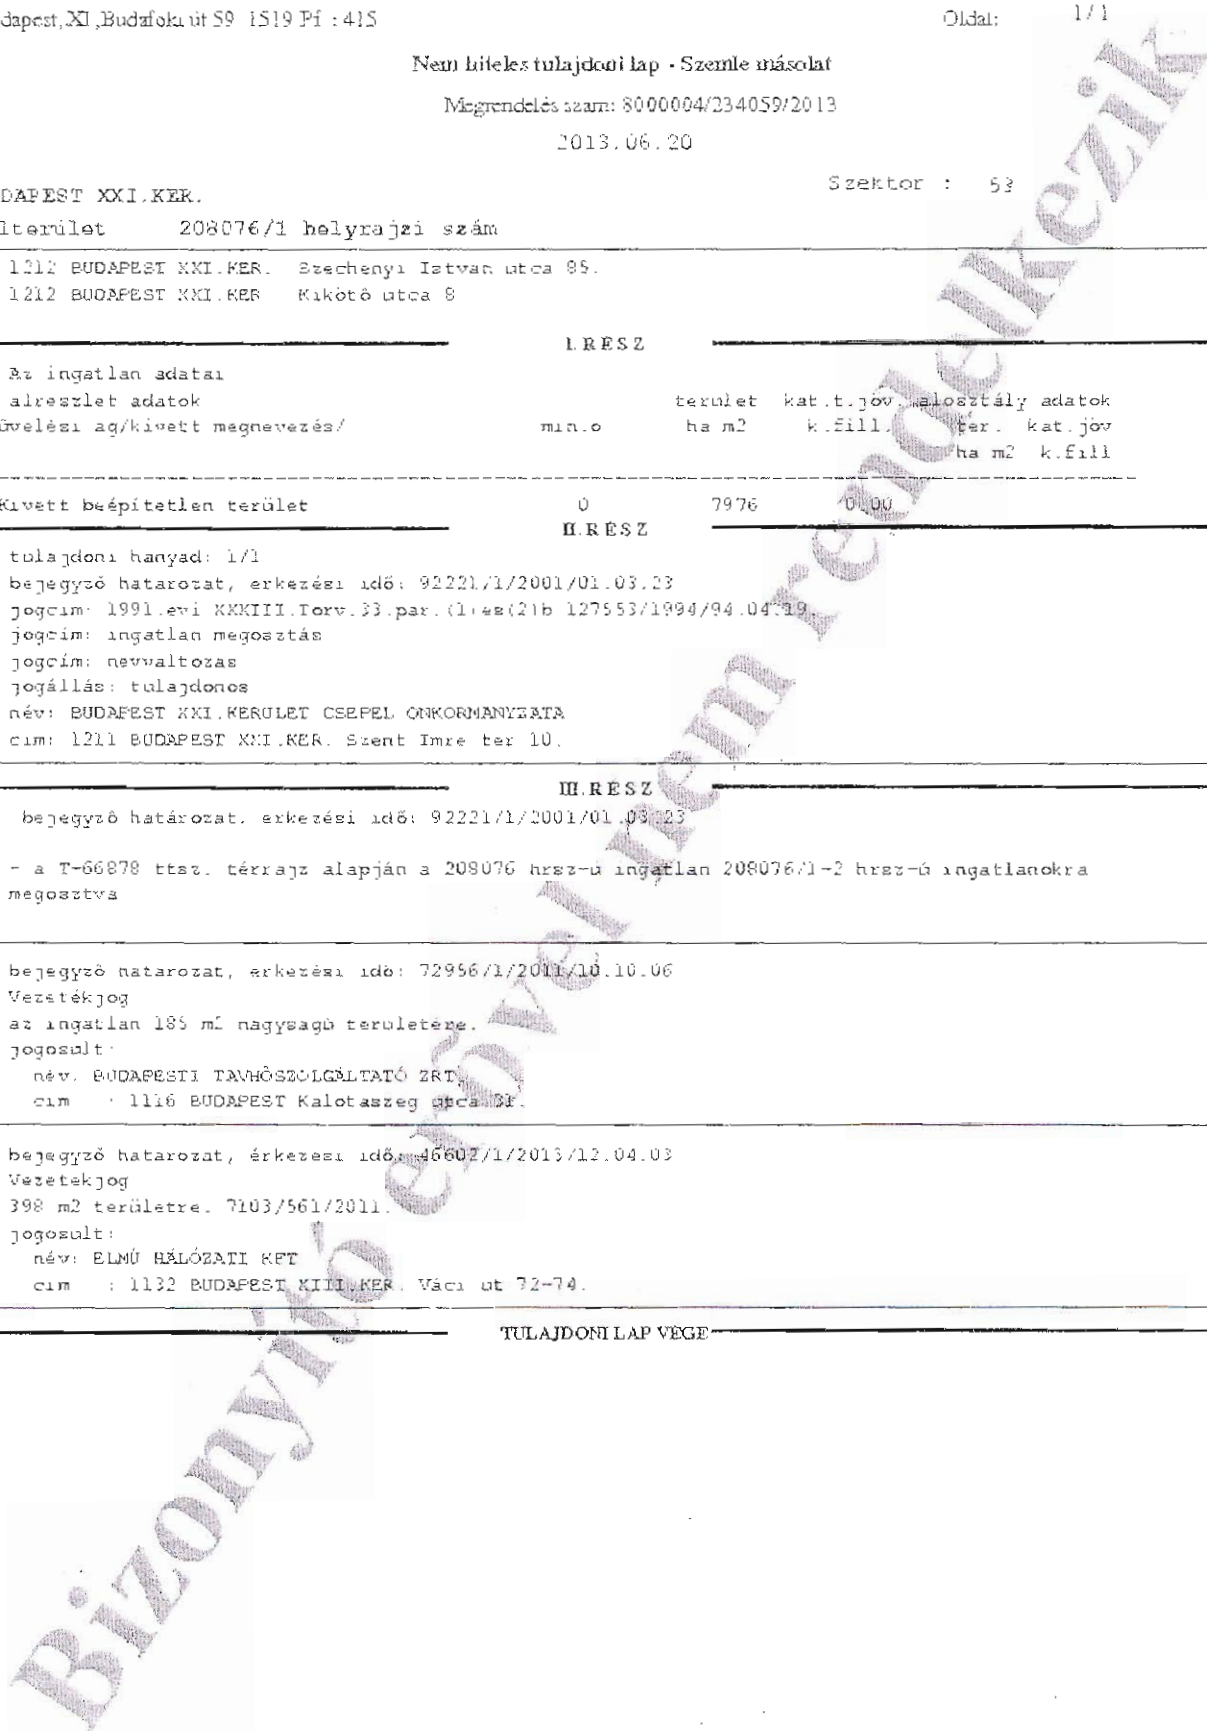 dapest, XI.,Budafoki út 59 1519 Pf : 415
Oldal: 1 / 1
Nem hiteles tulajdoni lap - Szemle másolat
Megrendelés szám: 8000004/234059/2013
2013.06.20
Szektor : 53
DAPEST XXI.KER.
lterület 208076/1 helyrajzi szám
1212 BUDAPEST XXI.KER. Szechenyi Istvan utca 85.
1212 BUDAPEST XXI.KER Kikötő utca 8
I. RÉSZ
Az ingatlan adatai
alreszlet adatok terulet kat.t.jöv. alosztály adatok
űvelési ag/kivett megnevezés/ min.o ha m2 k.fill. ter. kat.jöv
ha m2 k.fill
Kivett beépítetlen terület 0 7976 0.00
II. RÉSZ
tulajdoni hanyad: 1/1
bejegyző hatarozat, erkezési idő: 92221/1/2001/01.03.23
jogcim: 1991.evi XXXIII.Torv.33.par.(1)es(2)b 127553/1994/94.04.19.
jogcím: ingatlan megosztás
jogcím: nevvaltozas
jogállás: tulajdonos
név: BUDAPEST XXI.KERULET CSEPEL ONKORMANYZATA
cim: 1211 BUDAPEST XXI.KER. Szent Imre ter 10.
III. RÉSZ
bejegyző határozat, erkezési idő: 92221/1/2001/01.03.23
- a T-66878 ttsz. térrajz alapján a 208076 hrsz-ú ingatlan 208076/1-2 hrsz-ú ingatlanokra
megosztva
bejegyző hatarozat, érkezési idő: 72956/1/2011/10.10.06
Vezetékjog
az ingatlan 185 m2 nagyságú területére.
jogosult:
név. BUDAPESTI TÁVHŐSZOLGÁLTATÓ ZRT.
cim : 1116 BUDAPEST Kalotaszeg utca 31.
bejegyző hatarozat, érkezesi idő: 46602/1/2013/12.04.03
Vezetekjog
398 m2 területre. 7103/561/2011.
jogosult:
név: ELMŰ HÁLÓZATI KFT
cim : 1132 BUDAPEST XIII.KER. Váci ut 72-74.
TULAJDONI LAP VÉGE
Bizonyító erővel nem rendelkezik